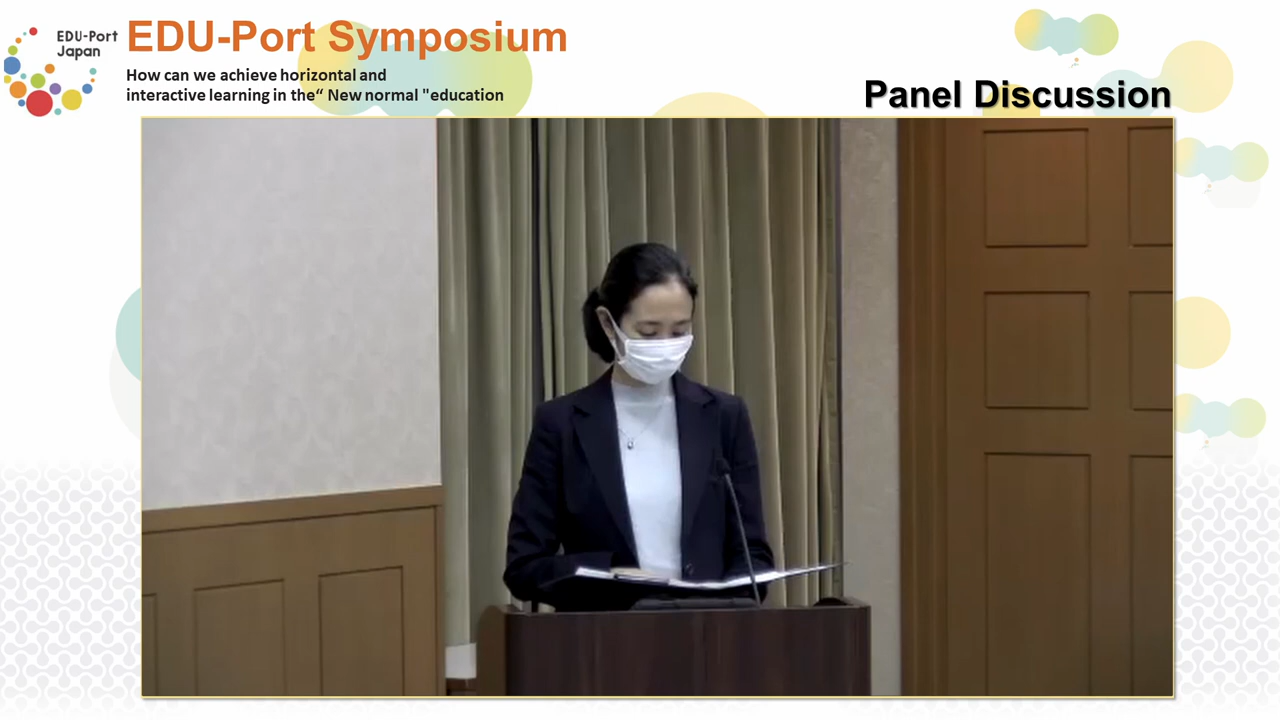 EDU-Port
Japan
EDU-Port Symposium
How can we achieve horizontal and
interactive learning in the“ New normal "education
Panel Discussion